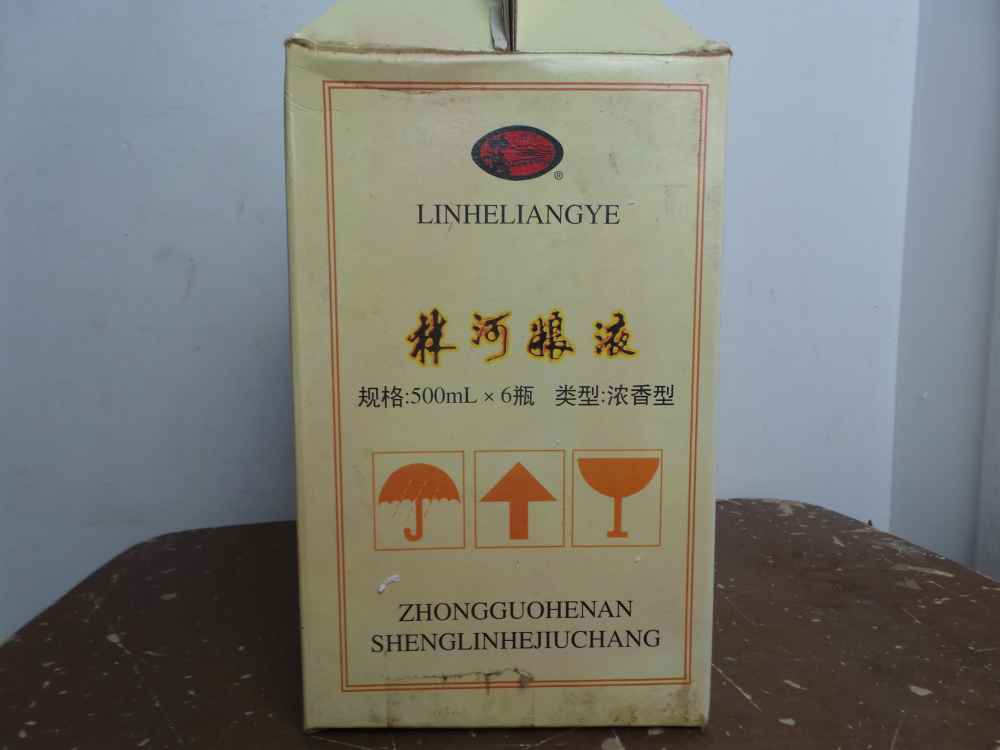 ®
LINHELIANGYE
林河粮液
规格:500mL × 6瓶 类型:浓香型
ZHONGGUOHENAN
SHENGLINHEJIUCHANG